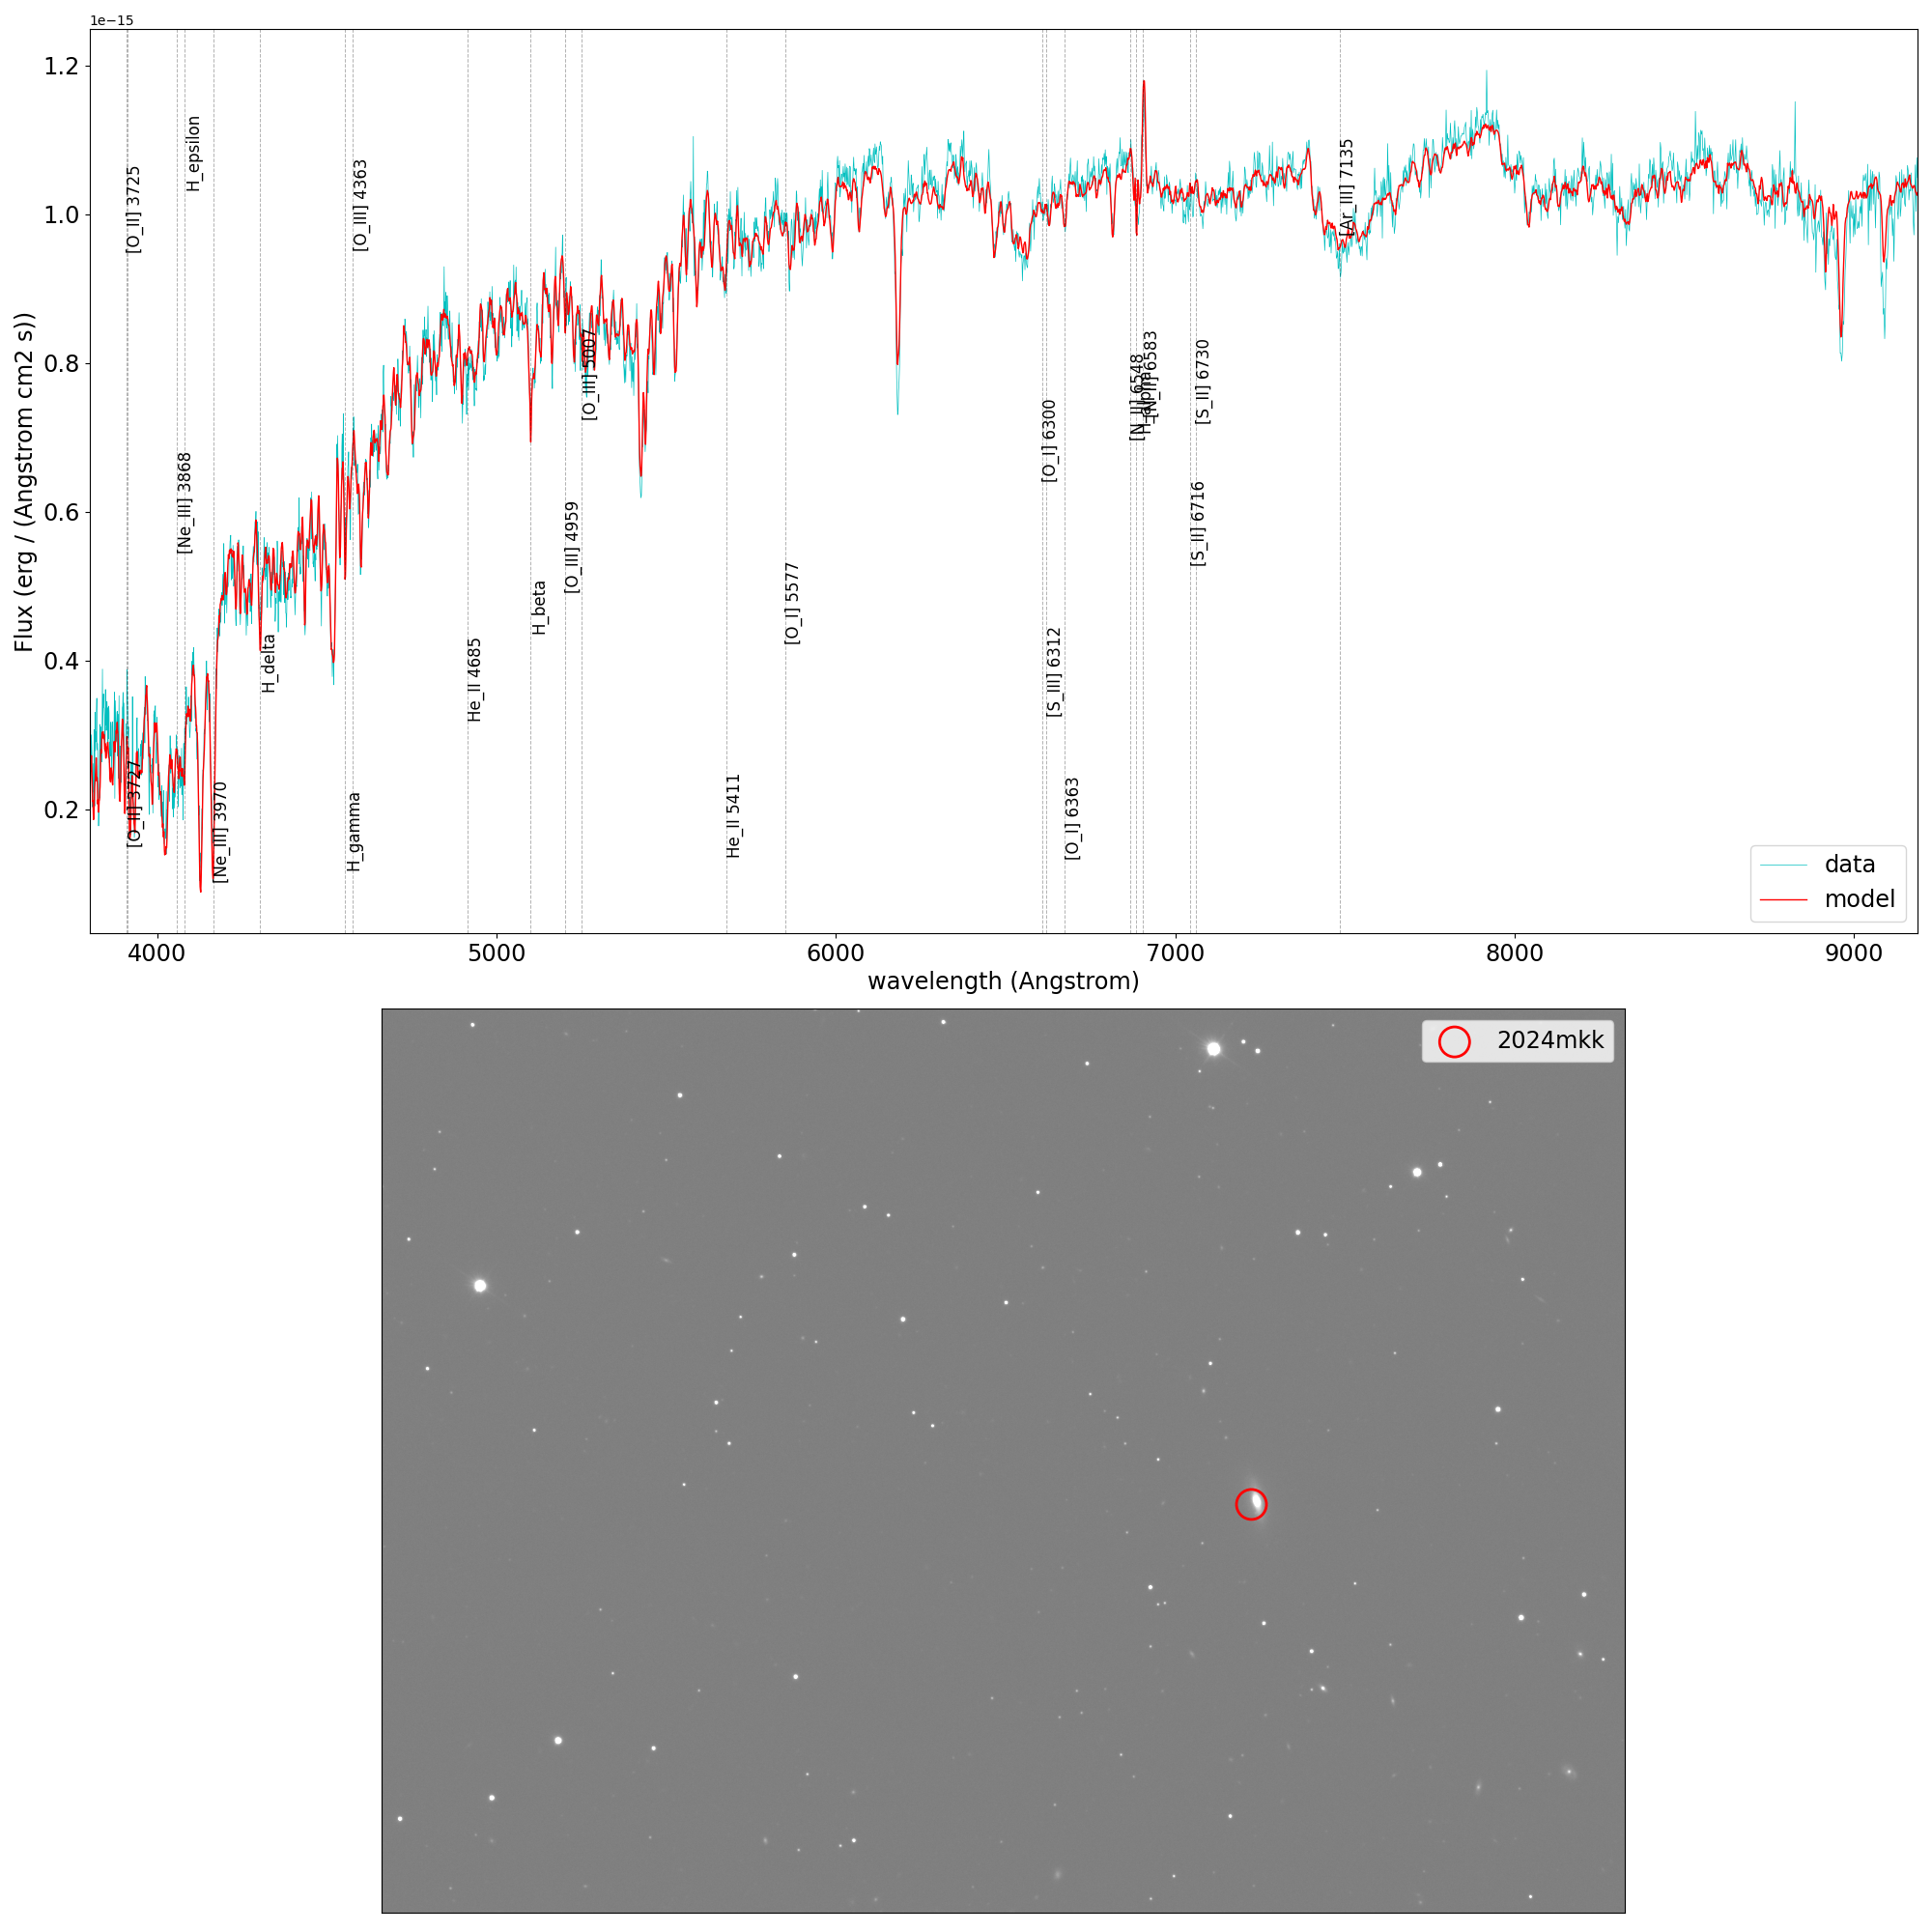 1e−15
1.2
1.0
0.8
0.6
0.4
0.2
Flux (erg / (Angstrom cm2 s))
[O_II] 3725
[O_II] 3727
[Ne_III] 3868
H_epsilon
[Ne_III] 3970
H_delta
H_gamma
[O_III] 4363
He_II 4685
H_beta
[O_III] 4959
[O_III] 5007
He_II 5411
[O_I] 5577
[O_I] 6300
[S_III] 6312
[O_I] 6363
[N_II] 6548
H_alpha
[N_II] 6583
[S_II] 6716
[S_II] 6730
[Ar_III] 7135
data
model
4000 5000 6000 7000 8000 9000
wavelength (Angstrom)
2024mkk